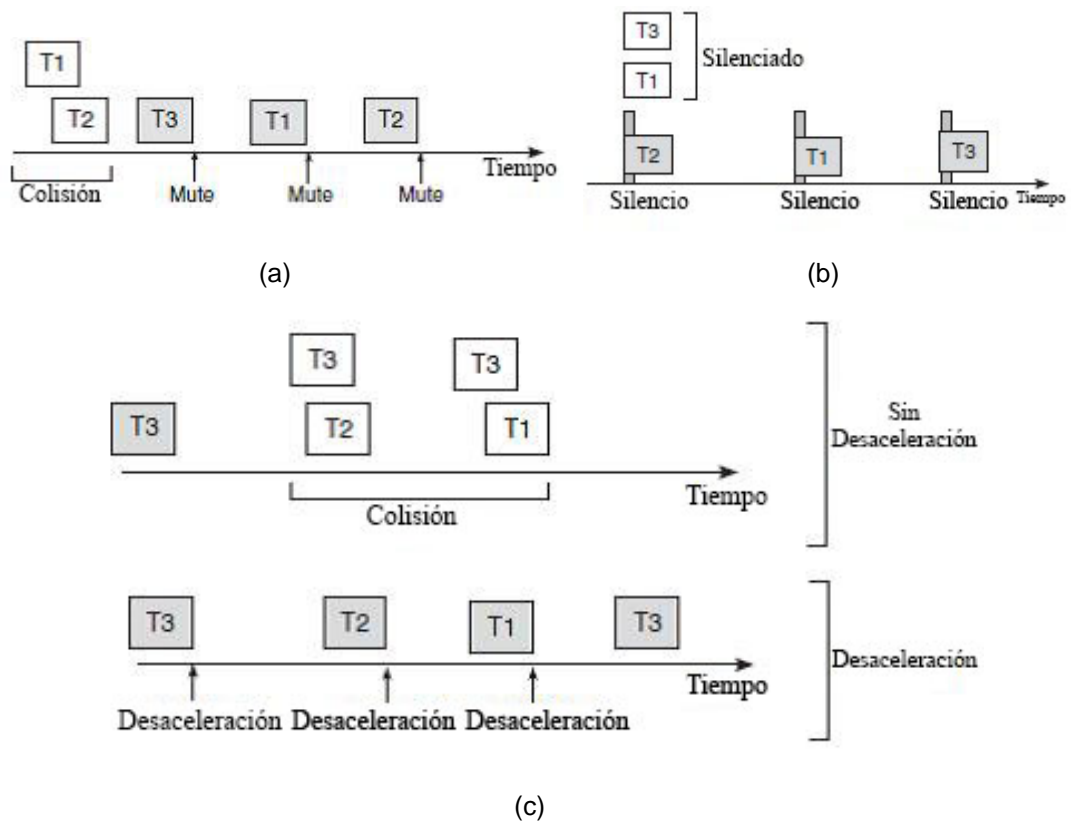 T1
T2 T3 T1 T2
Tiempo
Colisión Mute Mute Mute
(a)
T3
Silenciado
T1
T2 T1 T3
Silencio Silencio Silencio Tiempo
(b)
T3 T3
T3 T2 T1
Tiempo
Colisión
Sin
Desaceleración
T3 T2 T1 T3
Tiempo
Desaceleración Desaceleración Desaceleración
Desaceleración
(c)